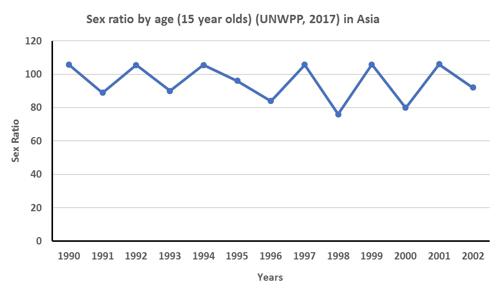 Sex ratio by age (15 year olds) (UNWPP, 2017) in Asia
120
100
80
60
40
20
0
Sex Ratio
1990 1991 1992 1993 1994 1995 1996 1997 1998 1999 2000 2001 2002
Years